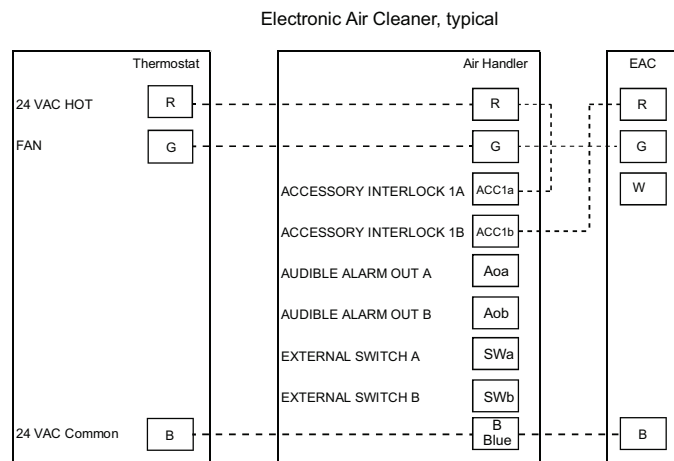 Electronic Air Cleaner, typical
Thermostat Air Handler EAC
24 VAC HOT R R R
FAN G G G
ACCESSORY INTERLOCK 1A ACC1a W
ACCESSORY INTERLOCK 1B ACC1b
AUDIBLE ALARM OUT A Aoa
AUDIBLE ALARM OUT B Aob
EXTERNAL SWITCH A SWa
EXTERNAL SWITCH B SWb
24 VAC Common B B B
Blue